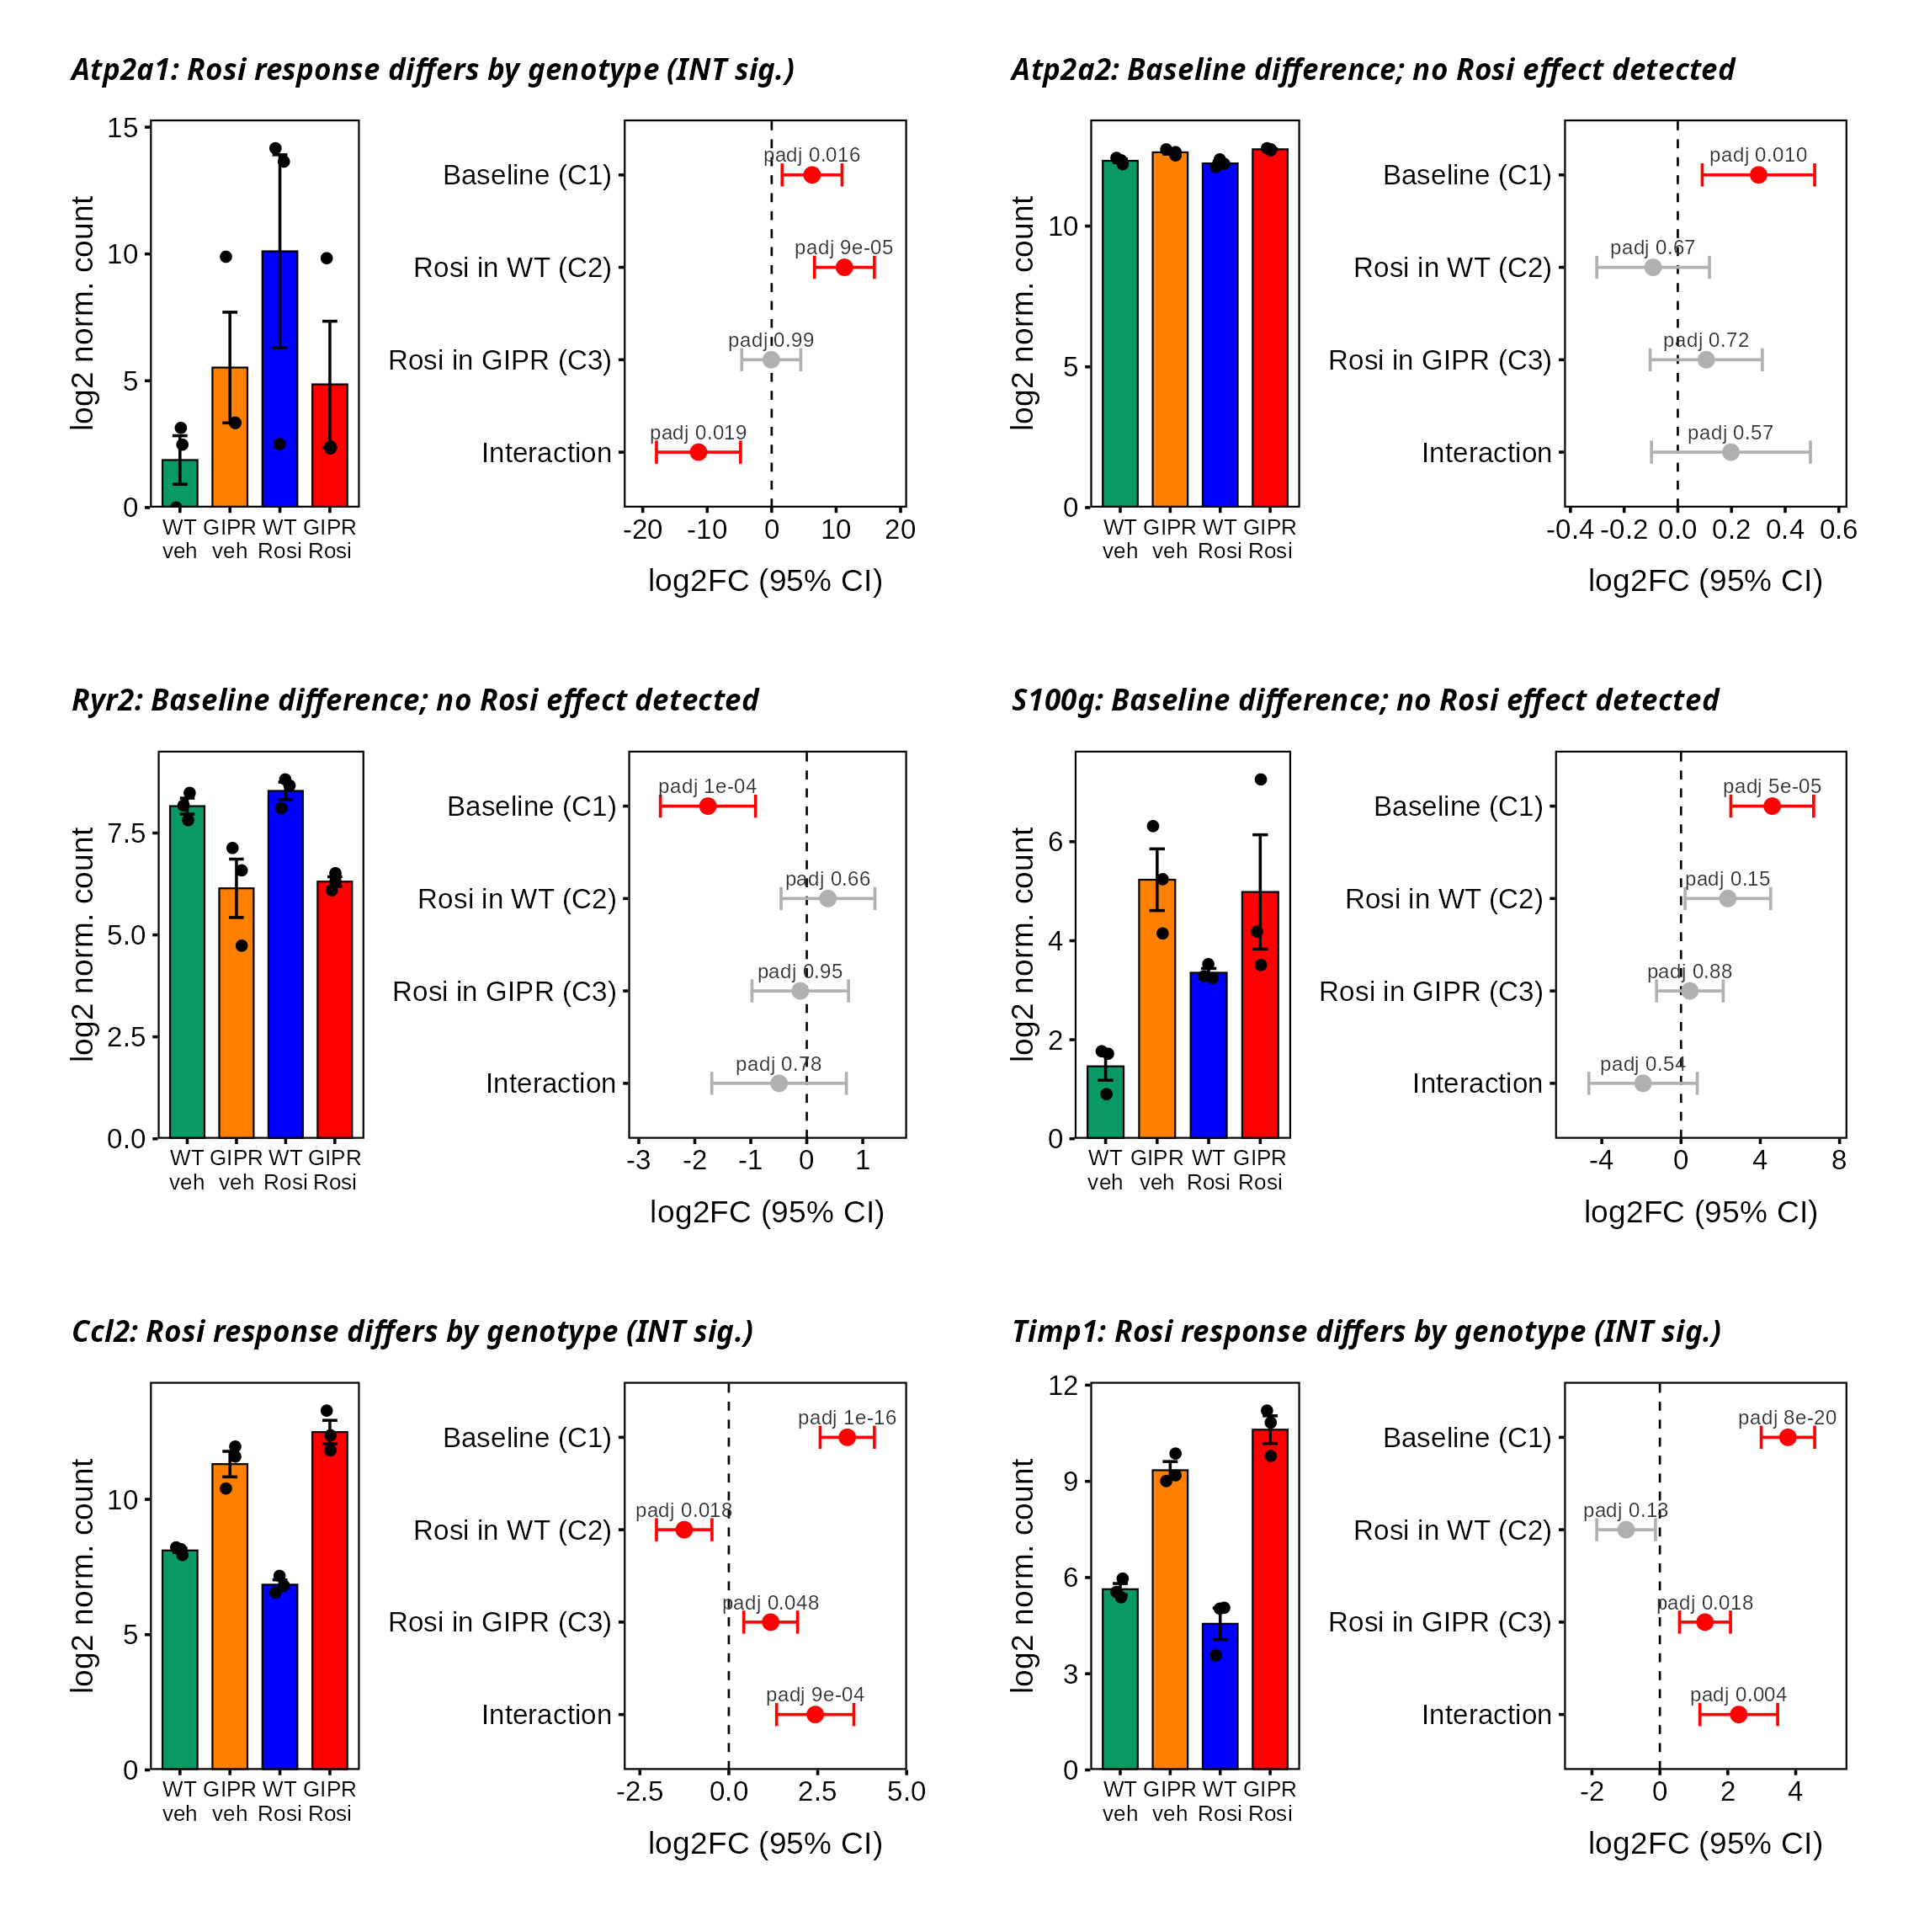 Atp2a1: Rosi response differs by genotype (INT sig.)
log2 norm. count
15
10
5
0
WT GIPR WT GIPR
veh veh Rosi Rosi
Baseline (C1)
Rosi in WT (C2)
Rosi in GIPR (C3)
Interaction
padj 0.016
padj 9e-05
padj 0.99
padj 0.019
-20 -10 0 10 20
log2FC (95% CI)
Atp2a2: Baseline difference; no Rosi effect detected
log2 norm. count
10
5
0
WT GIPR WT GIPR
veh veh Rosi Rosi
Baseline (C1)
Rosi in WT (C2)
Rosi in GIPR (C3)
Interaction
padj 0.010
padj 0.67
padj 0.72
padj 0.57
-0.4 -0.2 0.0 0.2 0.4 0.6
log2FC (95% CI)
Ryr2: Baseline difference; no Rosi effect detected
log2 norm. count
7.5
5.0
2.5
0.0
WT GIPR WT GIPR
veh veh Rosi Rosi
Baseline (C1)
Rosi in WT (C2)
Rosi in GIPR (C3)
Interaction
padj 1e-04
padj 0.66
padj 0.95
padj 0.78
-3 -2 -1 0 1
log2FC (95% CI)
S100g: Baseline difference; no Rosi effect detected
log2 norm. count
6
4
2
0
WT GIPR WT GIPR
veh veh Rosi Rosi
Baseline (C1)
Rosi in WT (C2)
Rosi in GIPR (C3)
Interaction
padj 5e-05
padj 0.15
padj 0.88
padj 0.54
-4 0 4 8
log2FC (95% CI)
Ccl2: Rosi response differs by genotype (INT sig.)
log2 norm. count
10
5
0
WT GIPR WT GIPR
veh veh Rosi Rosi
Baseline (C1)
Rosi in WT (C2)
Rosi in GIPR (C3)
Interaction
padj 1e-16
padj 0.018
padj 0.048
padj 9e-04
-2.5 0.0 2.5 5.0
log2FC (95% CI)
Timp1: Rosi response differs by genotype (INT sig.)
log2 norm. count
12
9
6
3
0
WT GIPR WT GIPR
veh veh Rosi Rosi
Baseline (C1)
Rosi in WT (C2)
Rosi in GIPR (C3)
Interaction
padj 8e-20
padj 0.13
padj 0.018
padj 0.004
-2 0 2 4
log2FC (95% CI)